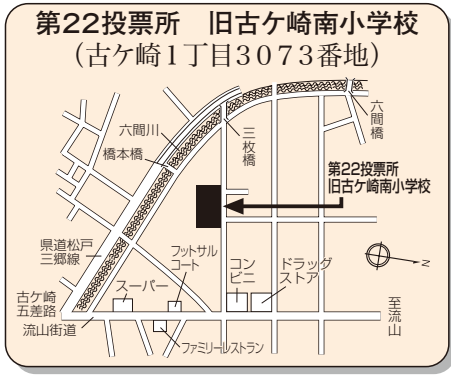 第22投票所　旧古ケ崎南小学校
（古ケ崎1丁目3073番地）
六間川
橋本橋
三枚橋
六間橋
第22投票所
旧古ケ崎南小学校
県道松戸
三郷線
フットサル
コート
コン
ビニ
ドラッグ
ストア
N
古ケ崎
五差路
スーパー
流山街道
ファミリーレストラン
至流山